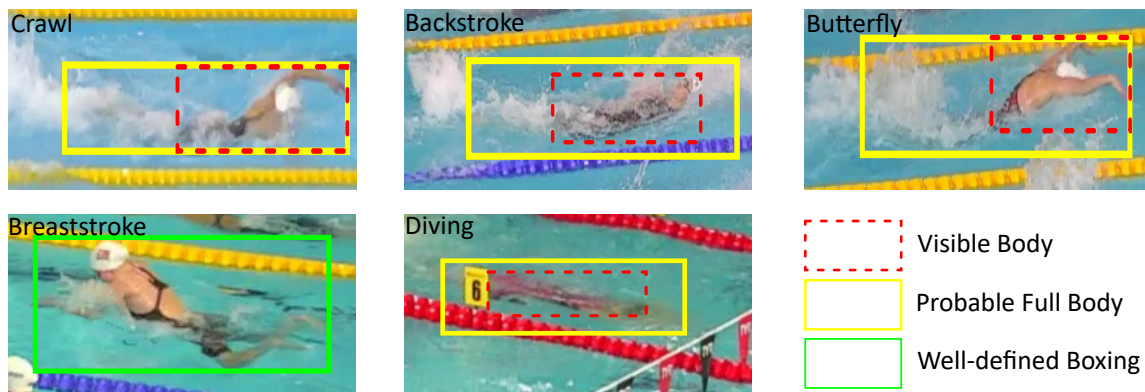 Crawl
Backstroke
Butterfly
Breaststroke
Diving
6
Visible Body
Probable Full Body
Well-defined Boxing